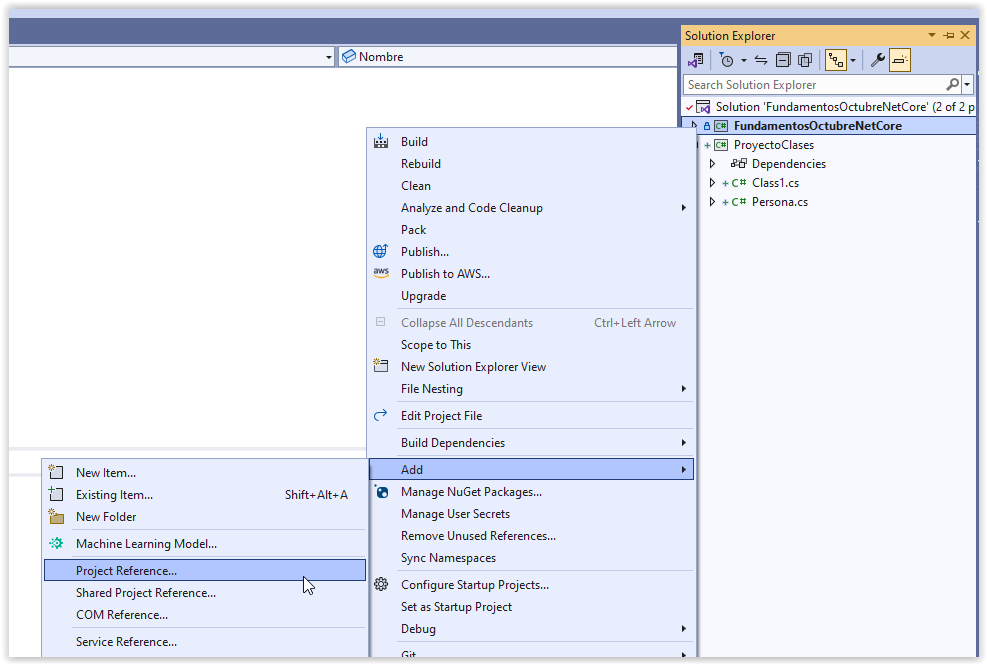 Solution Explorer
Nombre
Search Solution Explorer
Solution 'FundamentosOctubreNetCore' (2 of 2 p
C# FundamentosOctubreNetCore
C# ProyectoClases
Dependencies
C# Class1.cs
C# Persona.cs
Build
Rebuild
Clean
Analyze and Code Cleanup
Pack
Publish...
aws Publish to AWS...
Upgrade
Collapse All Descendants Ctrl+Left Arrow
Scope to This
New Solution Explorer View
File Nesting
Edit Project File
Build Dependencies
Add
Manage NuGet Packages...
Manage User Secrets
Remove Unused References...
Sync Namespaces
Configure Startup Projects...
Set as Startup Project
Debug
Git
New Item...
Existing Item... Shift+Alt+A
New Folder
Machine Learning Model...
Project Reference...
Shared Project Reference...
COM Reference...
Service Reference...